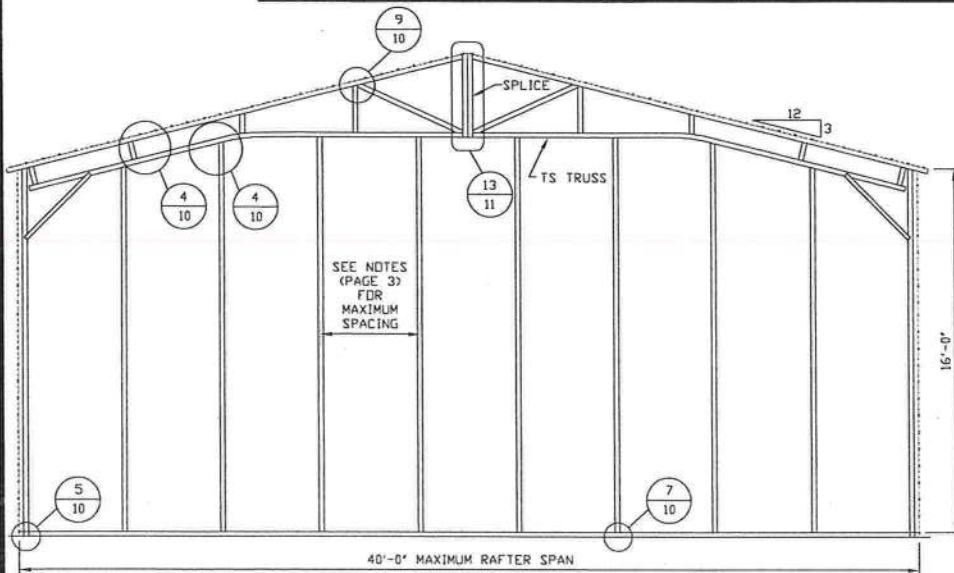 9
10
SPLICE
12
3
4
10
4
10
13
11
TS TRUSS
SEE NOTES
(PAGE 3)
FOR
MAXIMUM
SPACING
16'-0"
5
10
7
10
40'-0" MAXIMUM RAFTER SPAN